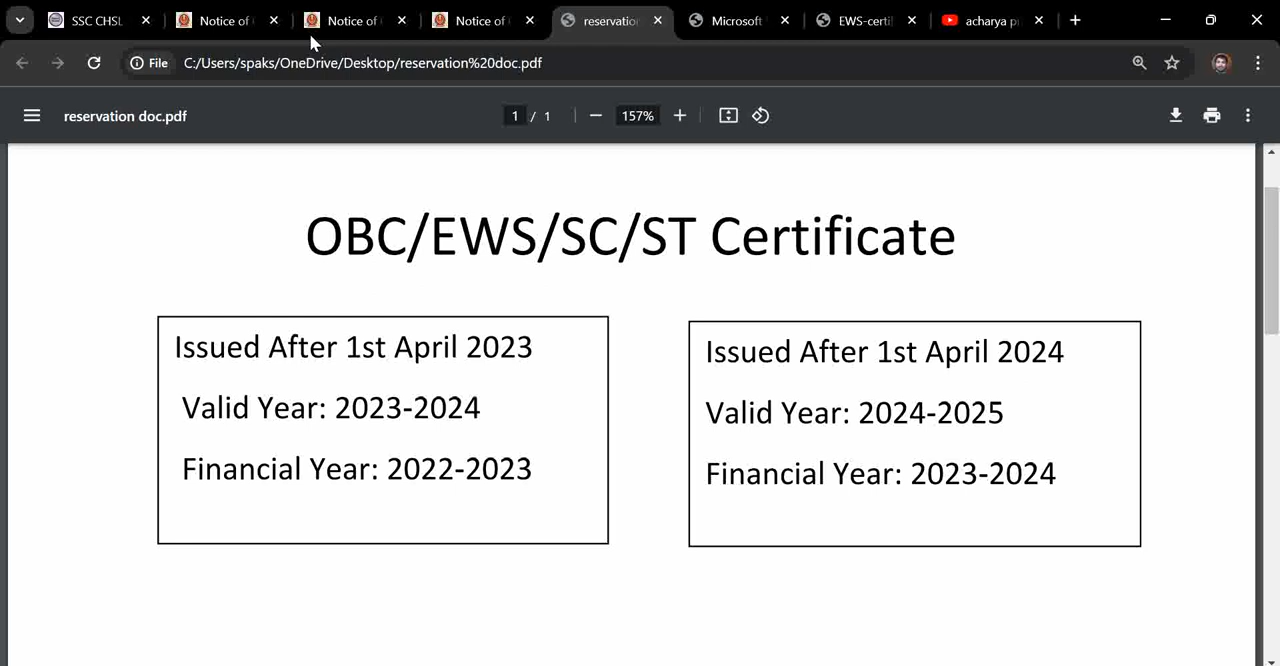 SSC CHSL
Notice of
Notice of
Notice of
reservatio
Microsoft
EWS-certi
acharya p
File
C:/Users/spaks/OneDrive/Desktop/reservation%20doc.pdf
reservation doc.pdf
1 / 1
157%
OBC/EWS/SC/ST Certificate
Issued After 1st April 2023
Valid Year: 2023-2024
Financial Year: 2022-2023
Issued After 1st April 2024
Valid Year: 2024-2025
Financial Year: 2023-2024